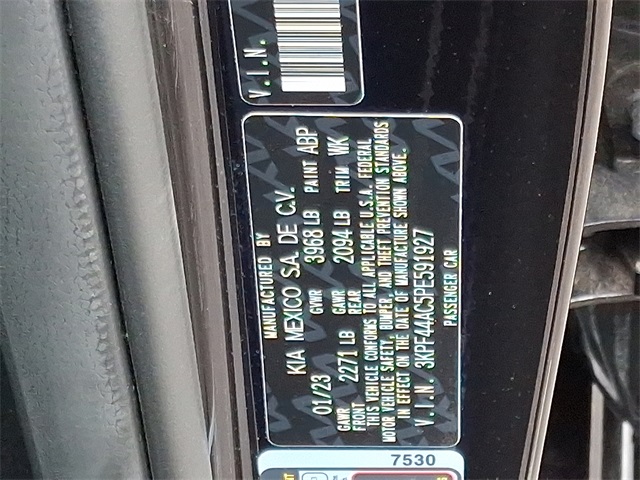 V.I.N.
MANUFACTURED BY
KIA MEXICO S.A. DE C.V.
01/23 GVWR 3968 LB PAINT ABP
GAWR FRONT 2271 LB GAWR REAR 2094 LB TRIM WK
THIS VEHICLE CONFORMS TO ALL APPLICABLE U.S.A. FEDERAL
MOTOR VEHICLE SAFETY, BUMPER, AND THEFT PREVENTION STANDARDS
IN EFFECT ON THE DATE OF MANUFACTURE SHOWN ABOVE.
V.I.N. 3KPF44AC5PE591927
PASSENGER CAR
7530